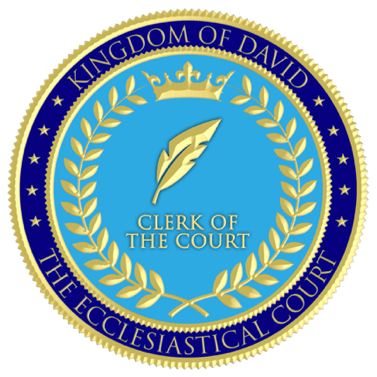 KINGDOM OF DAVID
CLERK OF
THE COURT
THE ECCLESIASTICAL COURT